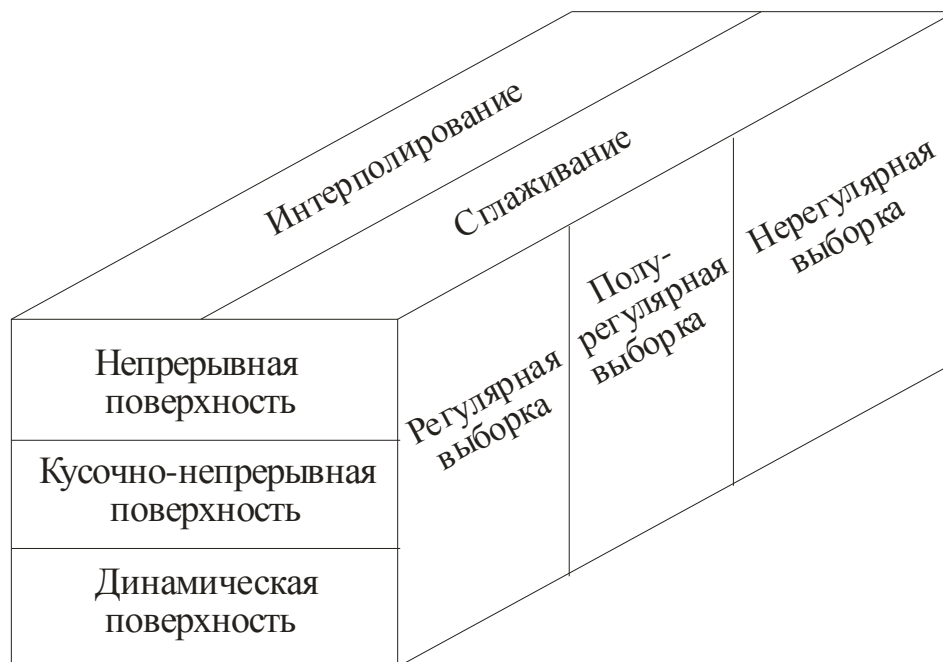 Интерполирование
Сглаживание
Непрерывная
поверхность
Кусочно-непрерывная
поверхность
Динамическая
поверхность
Регулярная
выборка
Полу-
регулярная
выборка
Нерегулярная
выборка